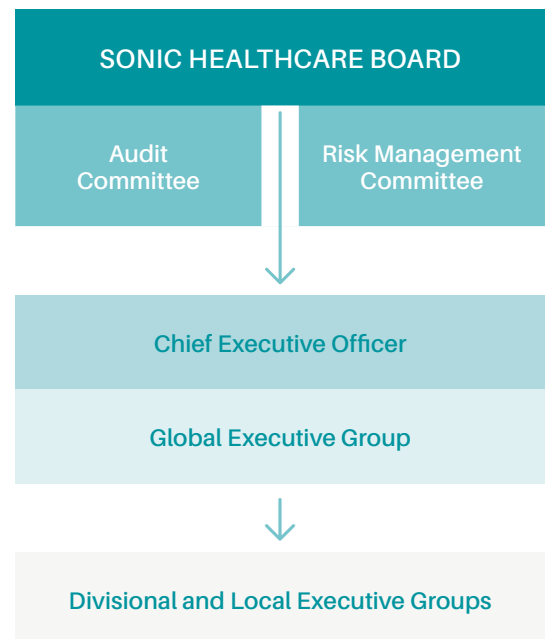 SONIC HEALTHCARE BOARD
Audit
Committee
Risk Management
Committee
Chief Executive Officer
Global Executive Group
Divisional and Local Executive Groups